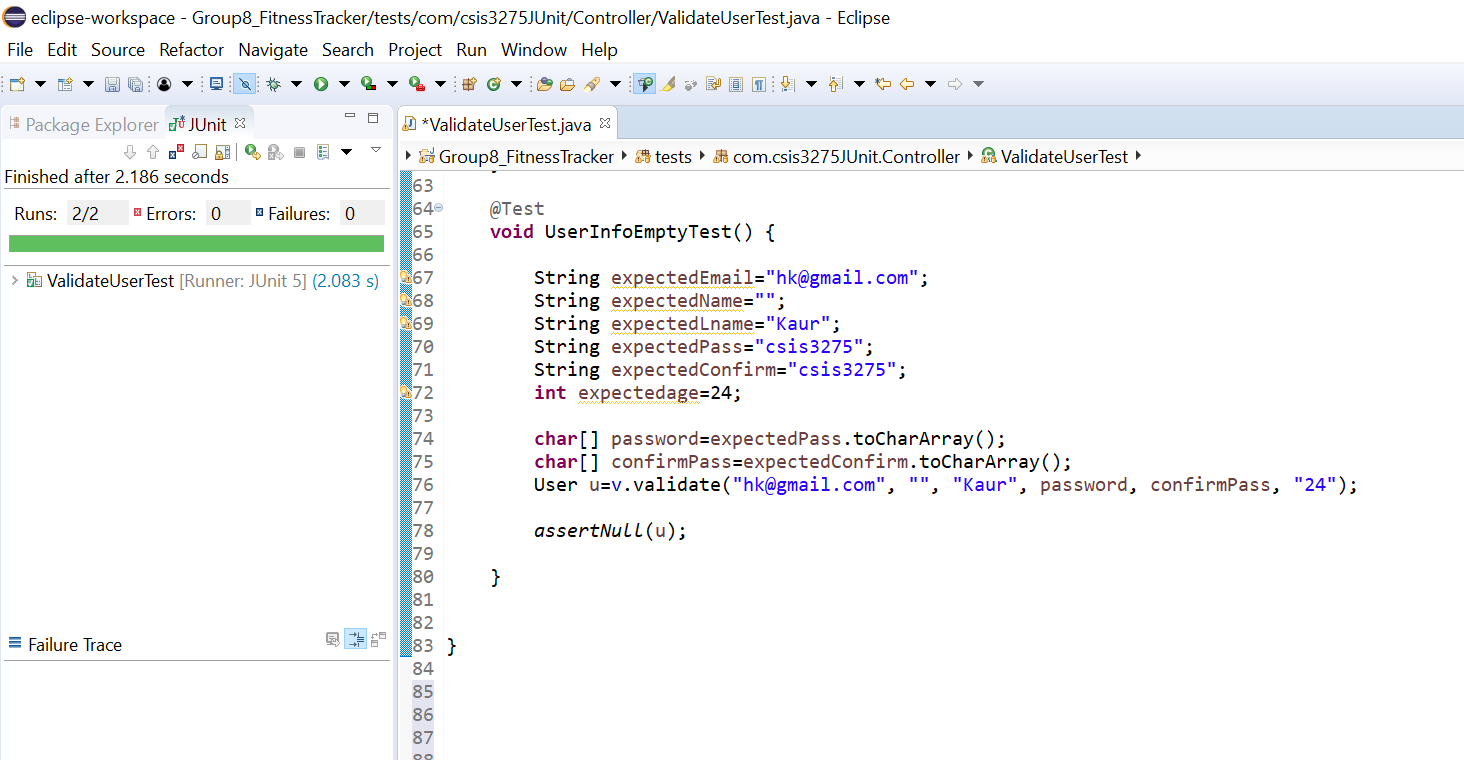 eclipse-workspace - Group8_FitnessTracker/tests/com/csis3275JUnit/Controller/ValidateUserTest.java - Eclipse
File Edit Source Refactor Navigate Search Project Run Window Help
Package Explorer JUnit
*ValidateUserTest.java
Group8_FitnessTracker tests com.csis3275JUnit.Controller ValidateUserTest
Finished after 2.186 seconds
Runs: 2/2 Errors: 0 Failures: 0
ValidateUserTest [Runner: JUnit 5] (2.083 s)
Failure Trace
63
64 @Test
65 void UserInfoEmptyTest() {
66
67 String expectedEmail="hk@gmail.com";
68 String expectedName="";
69 String expectedLname="Kaur";
70 String expectedPass="csis3275";
71 String expectedConfirm="csis3275";
72 int expectedage=24;
73
74 char[] password=expectedPass.toCharArray();
75 char[] confirmPass=expectedConfirm.toCharArray();
76 User u=v.validate("hk@gmail.com", "", "Kaur", password, confirmPass, "24");
77
78 assertNull(u);
79
80 }
81
82
83 }
84
85
86
87
88